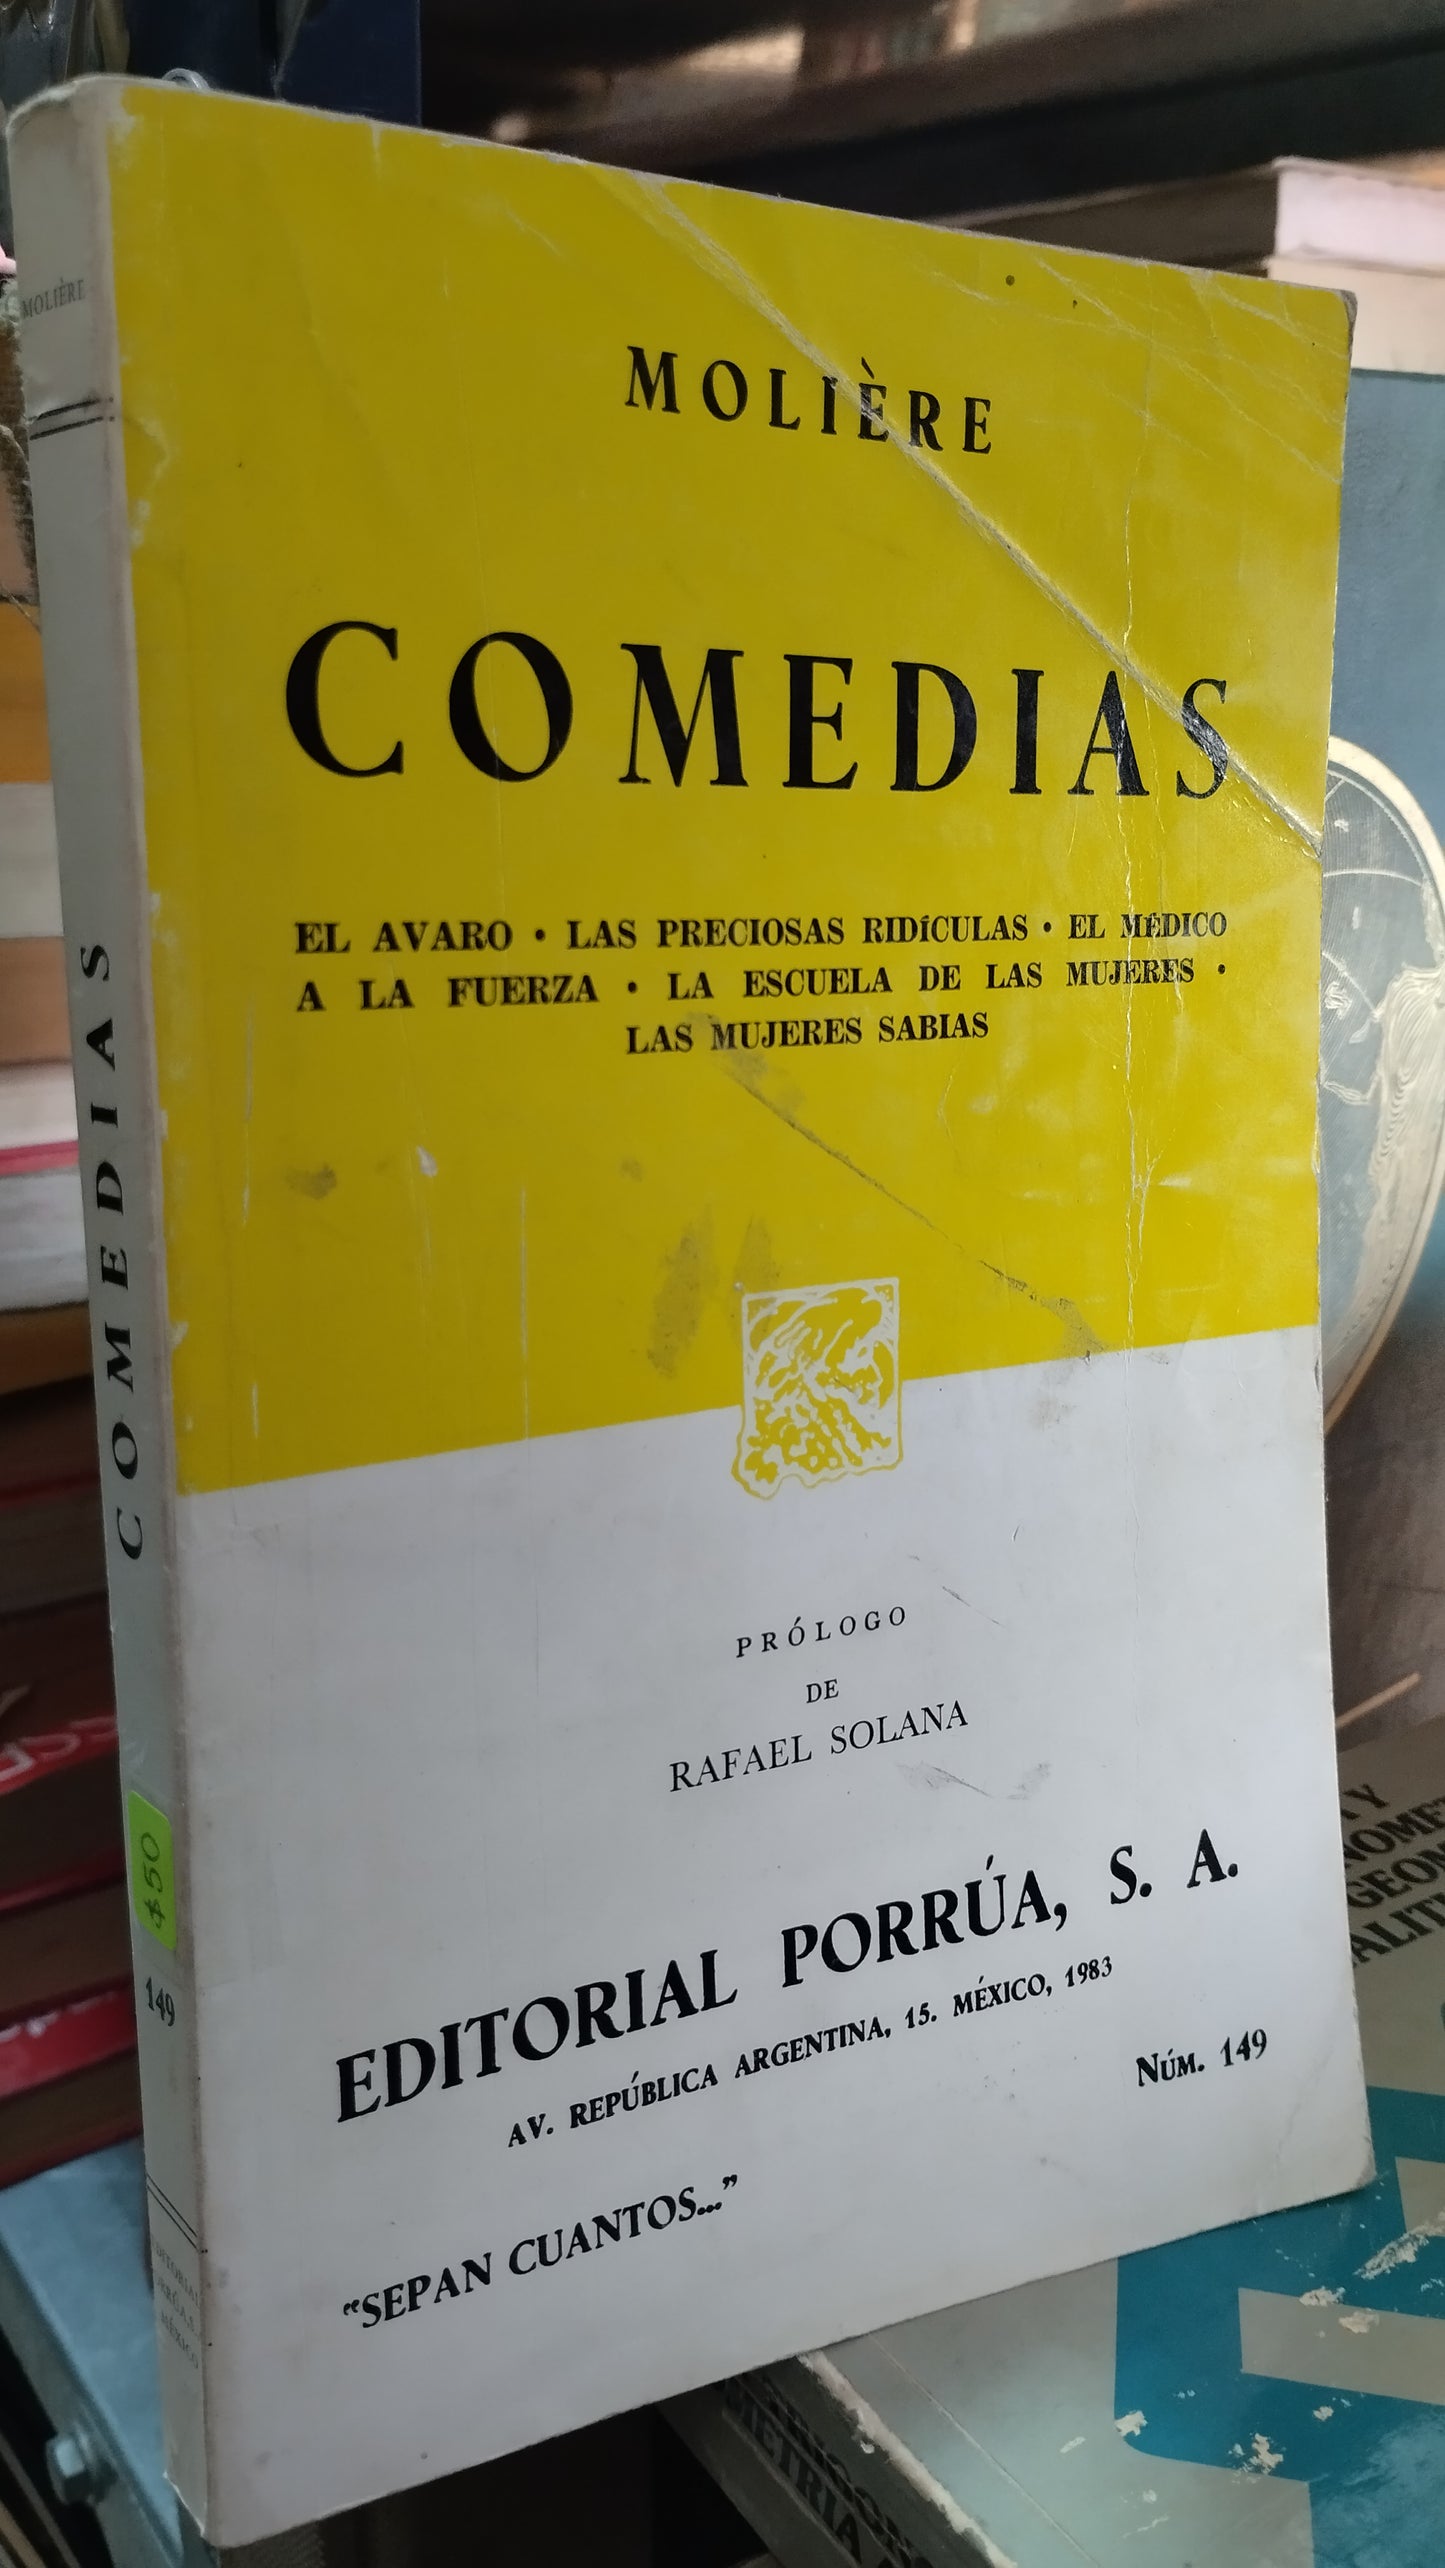 MOLIÈRE
COMEDIAS
EL AVARO • LAS PRECIOSAS RIDíCULAS • EL MÉDICO
A LA FUERZA • LA ESCUELA DE LAS MUJERES •
LAS MUJERES SABIAS
PRÓLOGO
DE
RAFAEL SOLANA
EDITORIAL PORRÚA, S. A.
AV. REPÚBLICA ARGENTINA, 15. MÉXICO, 1983
NÚM. 149
“SEPAN CUANTOS...”
MOLIÈRE
COMEDIAS
$50
149
MÉXICO